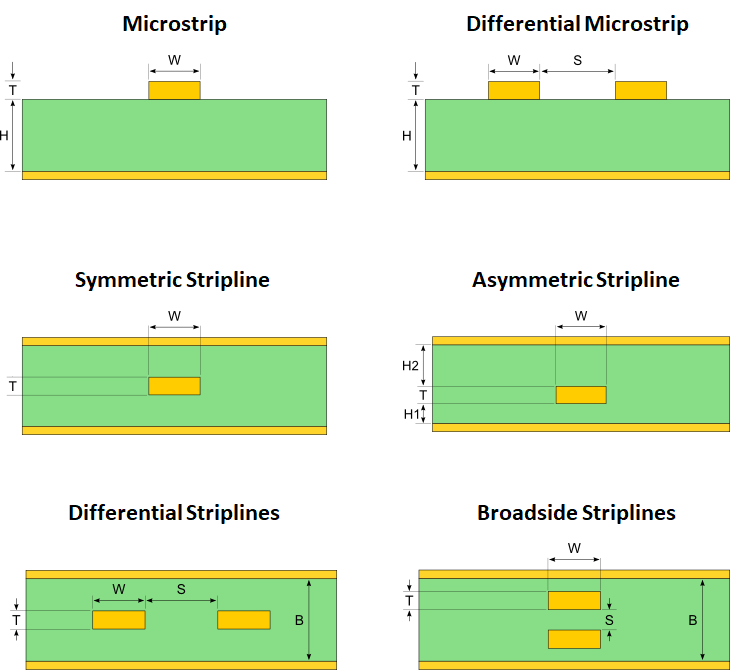 Microstrip
Differential Microstrip
W
T
H
W
S
T
H
Symmetric Stripline
Asymmetric Stripline
W
T
W
H2
T
H1
Differential Striplines
Broadside Striplines
W
S
T
B
W
T
S
B